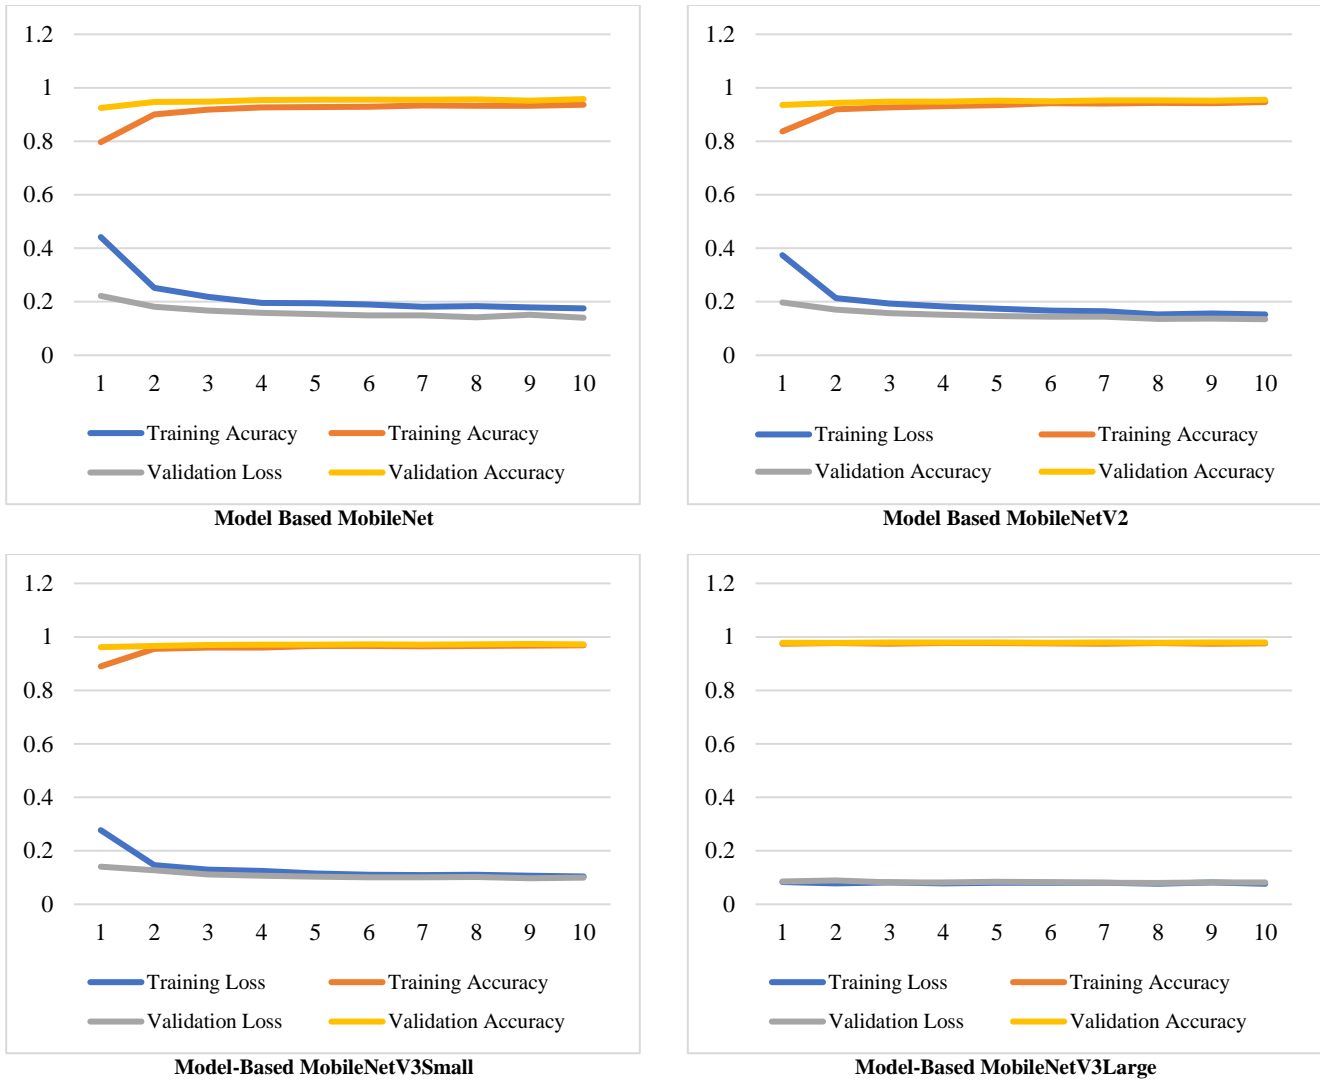 1.2
1
0.8
0.6
0.4
0.2
0
1 2 3 4 5 6 7 8 9 10
Training Acuracy Training Acuracy
Validation Loss Validation Accuracy
Model Based MobileNet
1.2
1
0.8
0.6
0.4
0.2
0
1 2 3 4 5 6 7 8 9 10
Training Loss Training Accuracy
Validation Accuracy Validation Accuracy
Model Based MobileNetV2
1.2
1
0.8
0.6
0.4
0.2
0
1 2 3 4 5 6 7 8 9 10
Training Loss Training Accuracy
Validation Loss Validation Accuracy
Model-Based MobileNetV3Small
1.2
1
0.8
0.6
0.4
0.2
0
1 2 3 4 5 6 7 8 9 10
Training Loss Training Accuracy
Validation Loss Validation Accuracy
Model-Based MobileNetV3Large